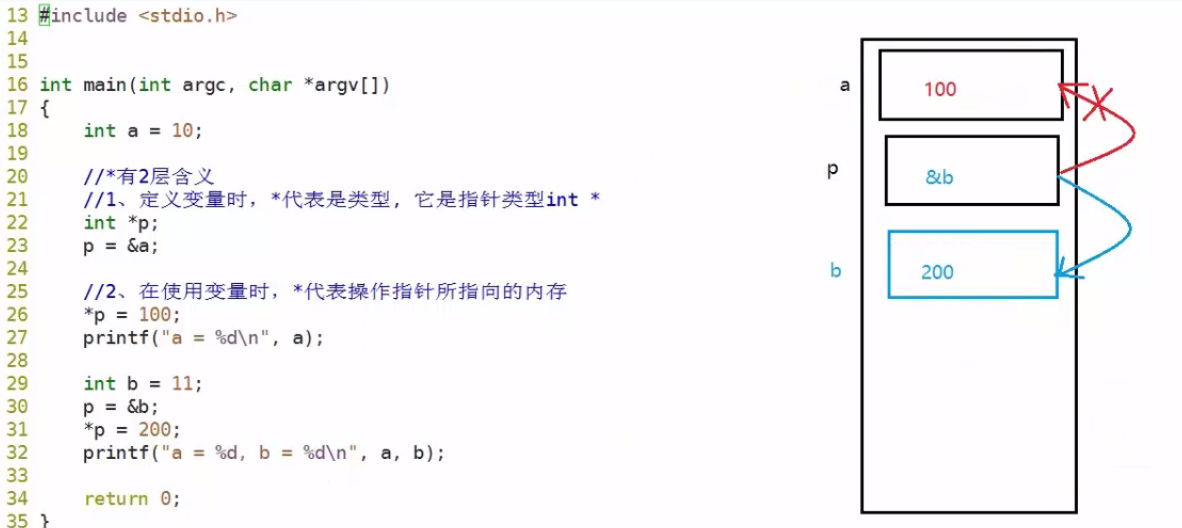 13 #include <stdio.h>
14
15
16 int main(int argc, char *argv[])
17 {
18     int a = 10;
19
20     //*有2层含义
21     //1、定义变量时，*代表是类型，它是指针类型int *
22     int *p;
23     p = &a;
24
25     //2、在使用变量时，*代表操作指针所指向的内存
26     *p = 100;
27     printf("a = %d\n", a);
28
29     int b = 11;
30     p = &b;
31     *p = 200;
32     printf("a = %d, b = %d\n", a, b);
33
34     return 0;
35 }
a 100
p &b
b 200